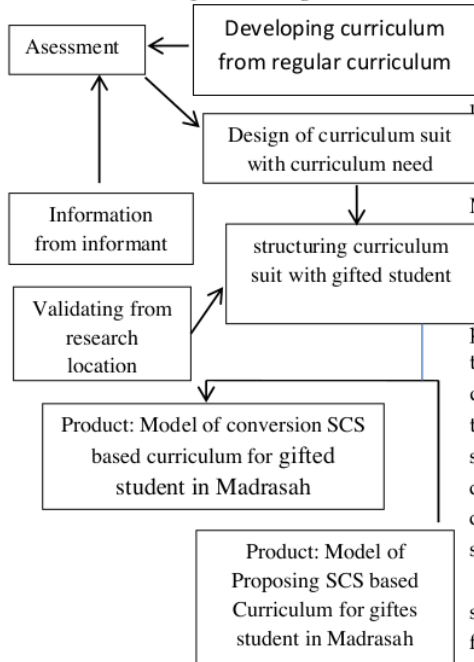 Developing curriculum
from regular curriculum
Asessment
Design of curriculum suit
with curriculum need
Information
from informant
structuring curriculum
suit with gifted student
Validating from
research
location
Product: Model of conversion SCS
based curriculum for gifted
student in Madrasah
Product: Model of
Proposing SCS based
Curriculum for giftes
student in Madrasah